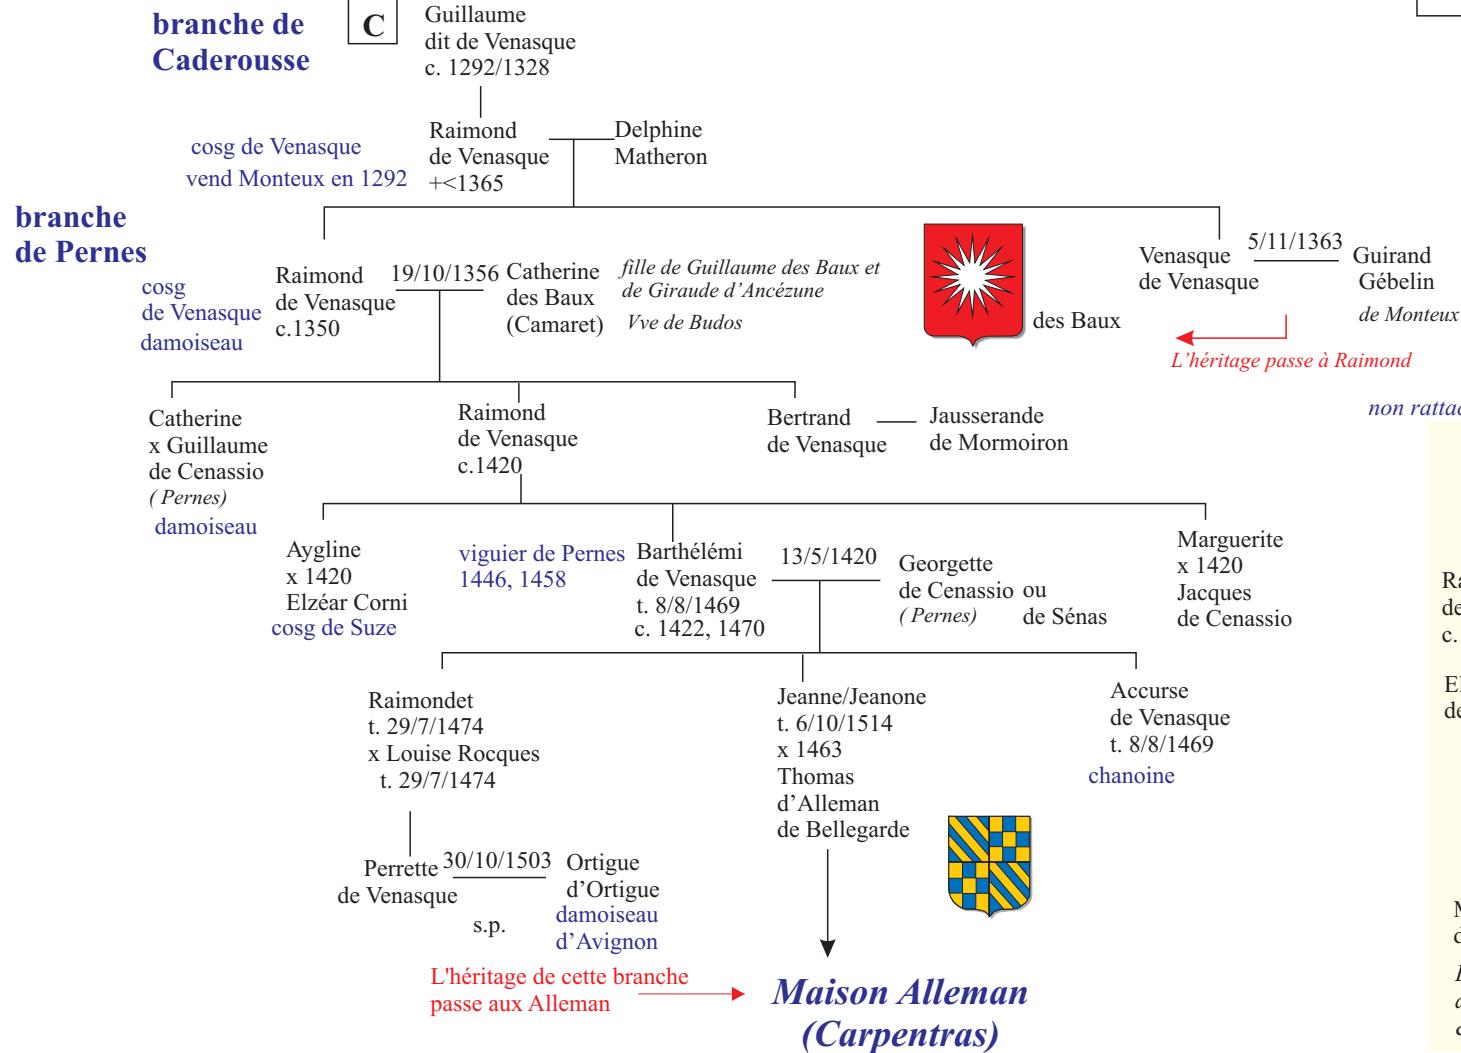 branche de
Caderousse
C
Guillaume
dit de Venasque
c. 1292/1328
cosg de Venasque
vend Monteux en 1292
Raimond
de Venasque
+<1365
Delphine
Matheron
branche
de Pernes
cosg
de Venasque
damoiseau
Raimond
de Venasque
c.1350
19/10/1356
Catherine
des Baux
(Camaret)
fille de Guillaume des Baux et
de Giraude d’Ancézune
Vve de Budos
des Baux
Venasque
de Venasque
5/11/1363
Guirand
Gébelin
de Monteux
L’héritage passe à Raimond
non
Catherine
x Guillaume
de Cenassio
( Pernes)
damoiseau
Raimond
de Venasque
c.1420
Bertrand
de Venasque
Jausserande
de Mormoiron
Aygline
x 1420
Elzéar Corni
cosg de Suze
viguier de Pernes
1446, 1458
Barthélémi
de Venasque
t. 8/8/1469
c. 1422, 1470
13/5/1420
Georgette
de Cenassio ou
( Pernes) de Sénas
Marguerite
x 1420
Jacques
de Cenassio
c.
Raimondet
t. 29/7/1474
x Louise Rocques
t. 29/7/1474
Jeanne/Jeanone
t. 6/10/1514
x 1463
Thomas
d’Alleman
de Bellegarde
Accurse
de Venasque
t. 8/8/1469
chanoine
Perrette
de Venasque
30/10/1503
s.p.
Ortigue
d’Ortigue
damoiseau
d’Avignon
L'héritage de cette branche
passe aux Alleman
Maison Alleman
(Carpentras)